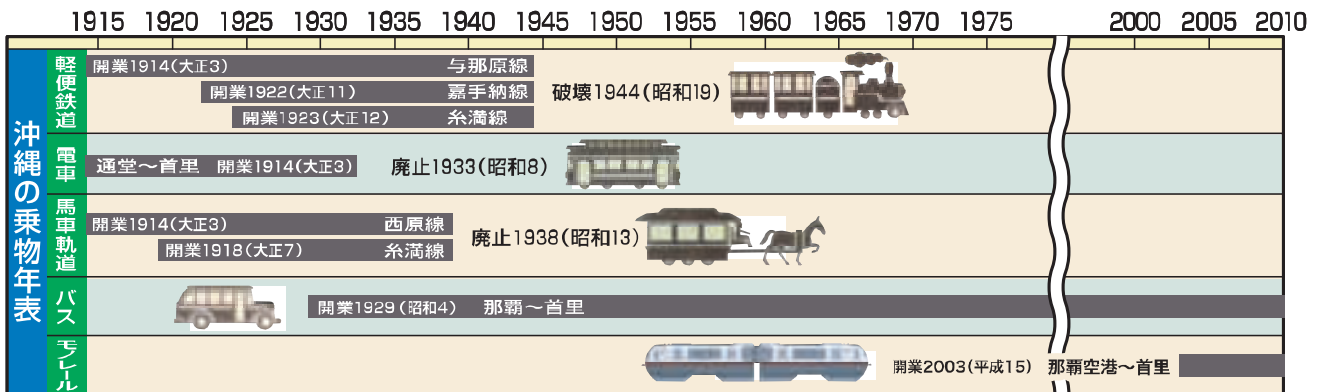 1915 1920 1925 1930 1935 1940 1945 1950 1955 1960 1965 1970 1975 2000 2005 2010
沖縄の乗物年表
軽便鉄道
開業1914(大正3) 与那原線
開業1922(大正11) 嘉手納線
開業1923(大正12) 糸満線
破壊1944(昭和19)
電車
通堂〜首里 開業1914(大正3)
廃止1933(昭和8)
馬車軌道
開業1914(大正3) 西原線
開業1918(大正7) 糸満線
廃止1938(昭和13)
バス
開業1929(昭和4) 那覇〜首里
モノレール
開業2003(平成15) 那覇空港〜首里